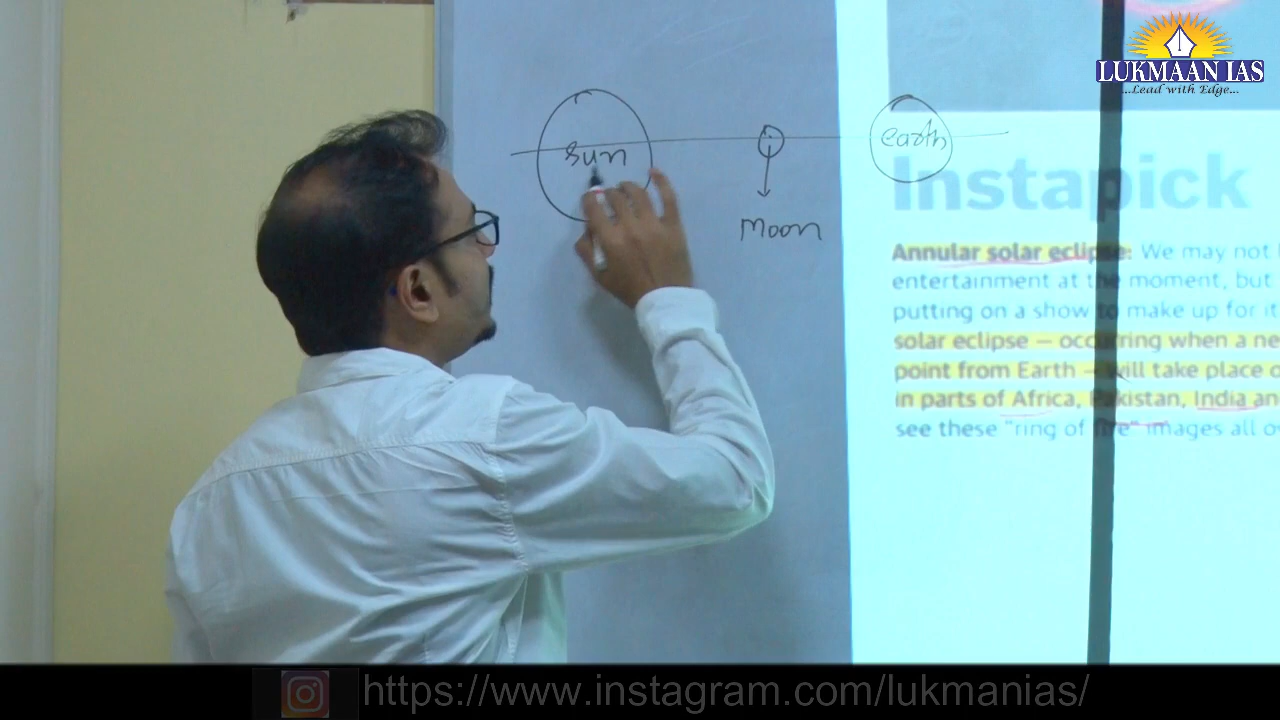 LUKMAAN IAS
...Lead with Edge...
sun
earth
Moon
Instapick
Annular solar eclipse: We may not
entertainment at the moment, but
putting on a show to make up for it
solar eclipse — occurring when a ne
point from Earth — will take place o
in parts of Africa, Pakistan, India an
see these "ring of fire" images all ov
https://www.instagram.com/lukmanias/